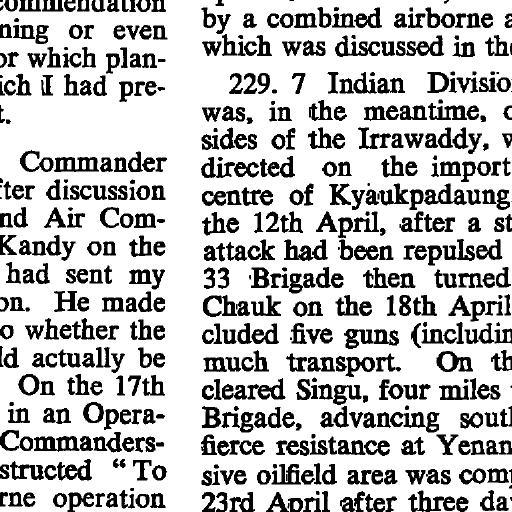 commendation
ning or even
or which plan-
ich I had pre-
t.
Commander
fter discussion
nd Air Com-
Kandy on the
had sent my
on. He made
o whether the
ld actually be
On the 17th
in an Opera-
Commanders-
structed "To
rne operation
by a combined airborne a
which was discussed in the
229. 7 Indian Divisio
was, in the meantime, o
sides of the Irrawaddy, w
directed on the import
centre of Kyaukpadaung
the 12th April, after a st
attack had been repulsed
33 Brigade then turned
Chauk on the 18th April
cluded five guns (includin
much transport. On th
cleared Singu, four miles
Brigade, advancing sout
fierce resistance at Yenan
sive oilfield area was comp
23rd April after three da